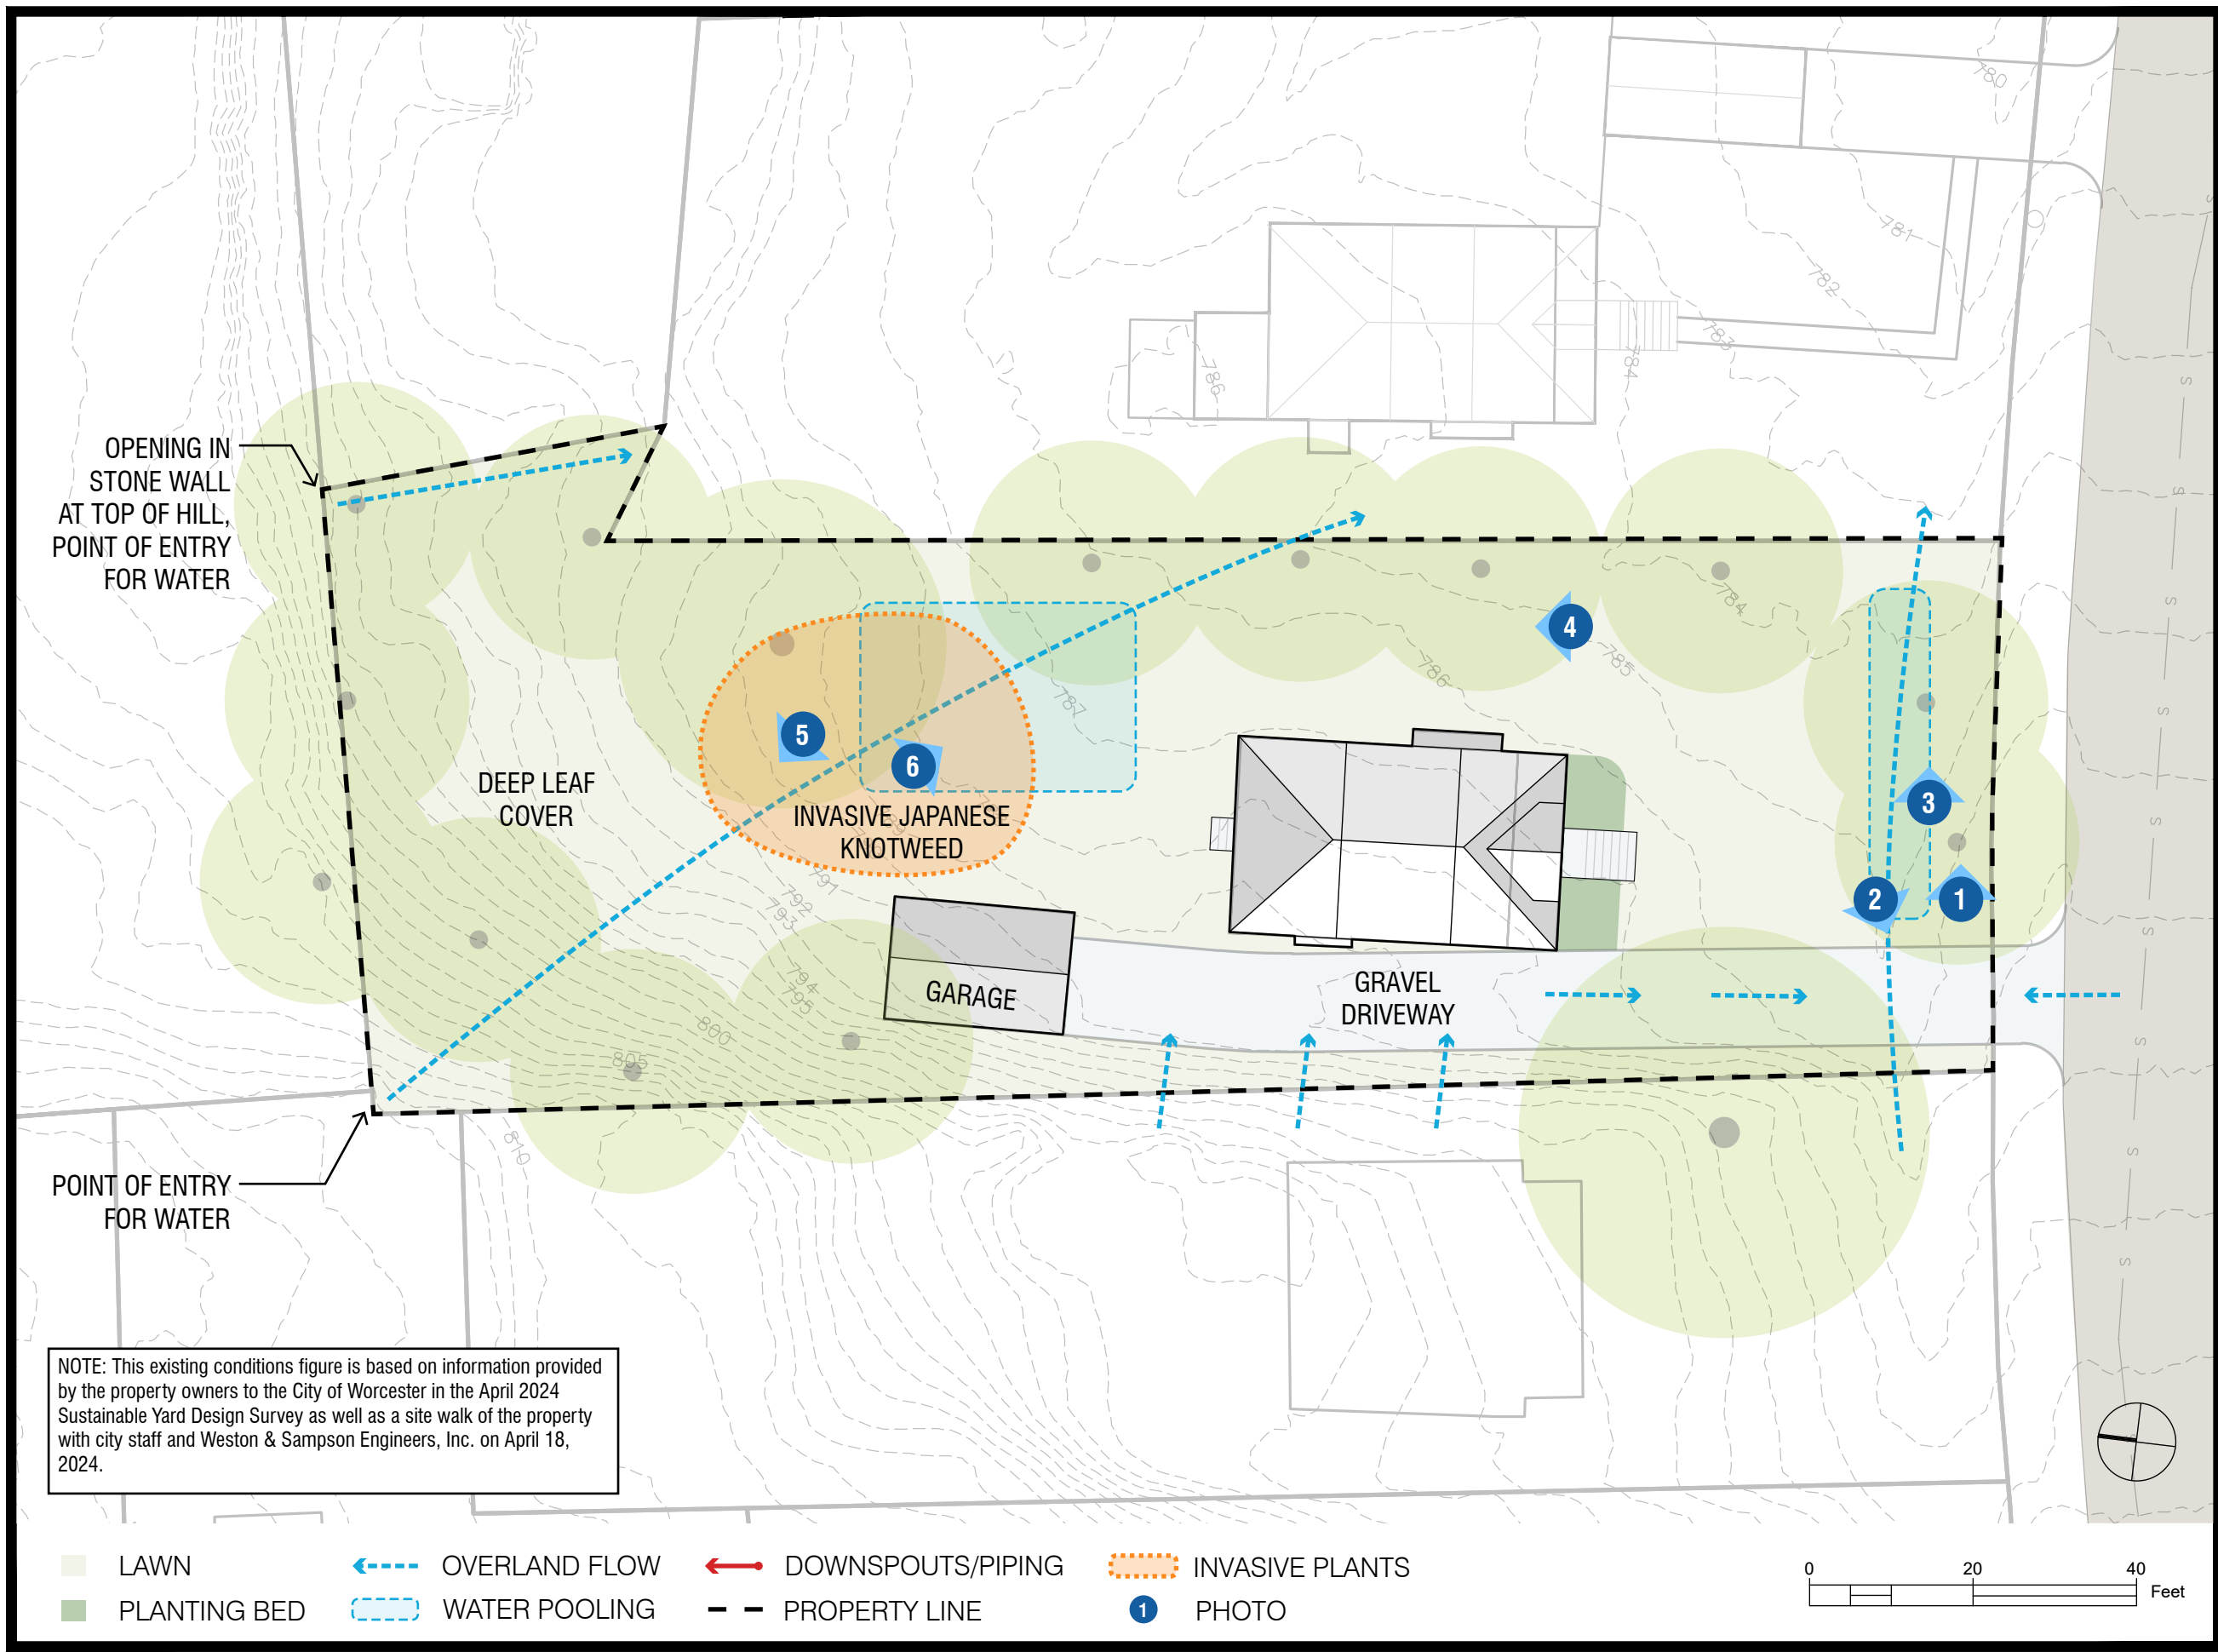 780
781
782
783
784
786
OPENING IN
STONE WALL
AT TOP OF HILL,
POINT OF ENTRY
FOR WATER
784
4
785
786
787
5
6
3
DEEP LEAF
COVER
INVASIVE JAPANESE
KNOTWEED
2
1
791
792
793
794
795
800
805
810
GARAGE
GRAVEL
DRIVEWAY
POINT OF ENTRY
FOR WATER
S
S
S
S
S
S
S
S
S
S
NOTE: This existing conditions figure is based on information provided
by the property owners to the City of Worcester in the April 2024
Sustainable Yard Design Survey as well as a site walk of the property
with city staff and Weston & Sampson Engineers, Inc. on April 18,
2024.
LAWN
OVERLAND FLOW
DOWNSPOUTS/PIPING
INVASIVE PLANTS
PLANTING BED
WATER POOLING
PROPERTY LINE
1
PHOTO
0 20 40
Feet